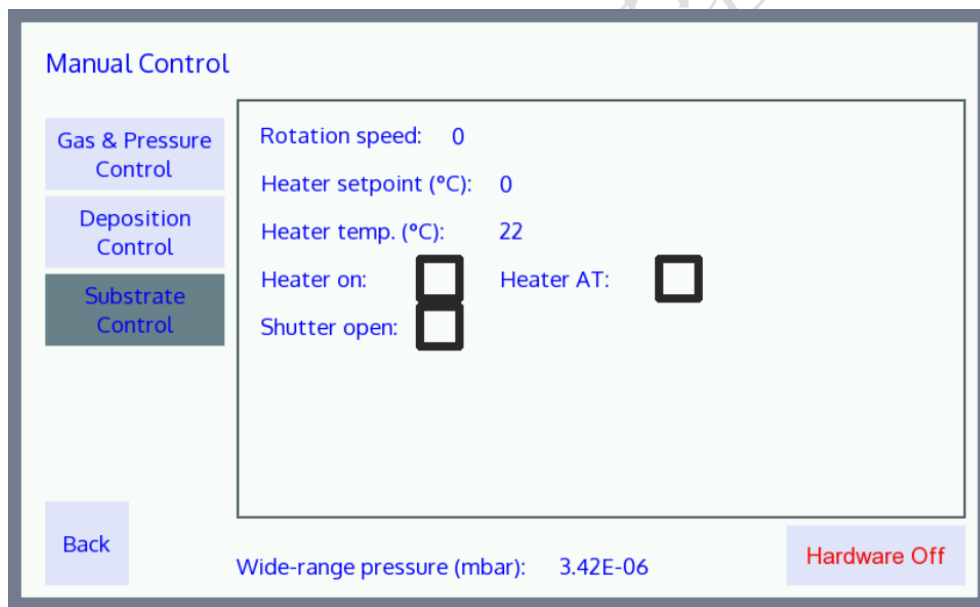 Manual Control
Gas & Pressure
Control
Deposition
Control
Substrate
Control
Rotation speed: 0
Heater setpoint (°C): 0
Heater temp. (°C): 22
Heater on: Heater AT:
Shutter open:
Back
Wide-range pressure (mbar): 3.42E-06
Hardware Off